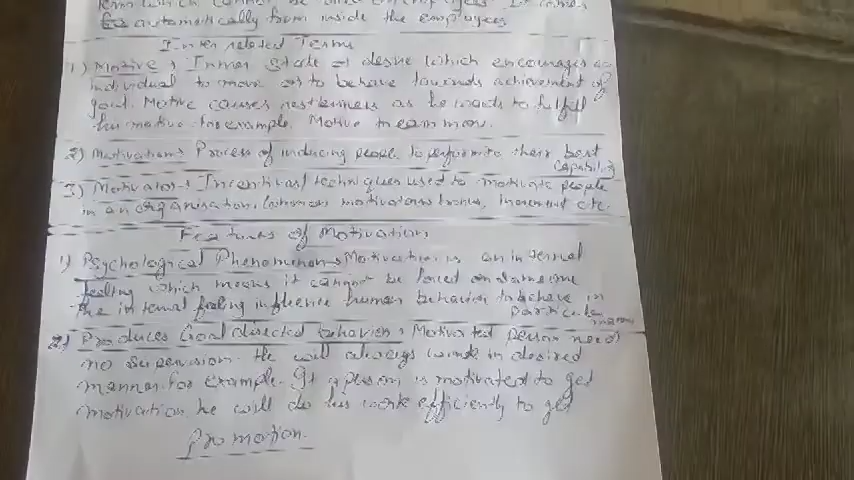 automatically from inside the employees
Inter related Terms
1) Motive: Inner state of desire which encourages an
individual to move or to behave towards achievement of
goal. Motive causes restlessness as he wants to fulfill
his motive for example. Motive to earn more.
2) Motivation: Process of inducing people to perform to their best
capability
3) Motivator: Incentives/techniques used to motivate people
in an organisation. Common motivators bonus, increment etc.
Features of Motivation
1) Psychological Phenomenon: Motivation is an internal
feeling which means it cannot be forced on someone
the internal feeling influence human behavior to behave in
particular manner
2) Produces Goal directed behavior: Motivated person need
no supervision. He will always work in desired
manner. for example. If a person is motivated to get
motivation he will do his work efficiently to get
promotion.